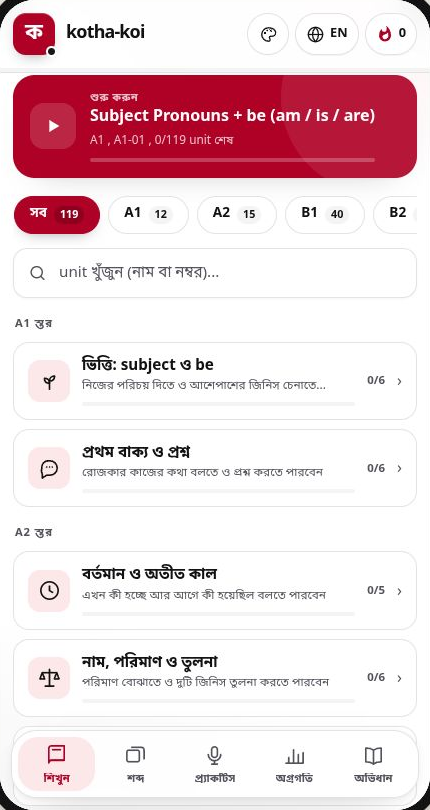 ক
kotha-koi
EN
0
শুরু করুন
Subject Pronouns + be (am / is / are)
A1 , A1-01 , 0/119 unit শেষ
সব 119
A1 12
A2 15
B1 40
B2
unit খুঁজুন (নাম বা নম্বর)...
A1 স্তর
ভিত্তি: subject ও be
নিজের পরিচয় দিতে ও আশেপাশের জিনিস চেনাতে...
0/6
প্রথম বাক্য ও প্রশ্ন
রোজকার কাজের কথা বলতে ও প্রশ্ন করতে পারবেন
0/6
A2 স্তর
বর্তমান ও অতীত কাল
এখন কী হচ্ছে আর আগে কী হয়েছিল বলতে পারবেন
0/5
নাম, পরিমাণ ও তুলনা
পরিমাণ বোঝাতে ও দুটি জিনিস তুলনা করতে পারবেন
0/6
শিখুন
শব্দ
প্র্যাকটিস
অগ্রগতি
অভিধান